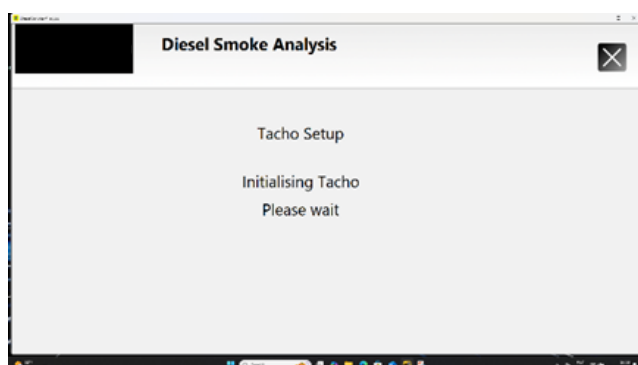 Diesel Smoke Analysis
Tacho Setup
Initialising Tacho
Please wait